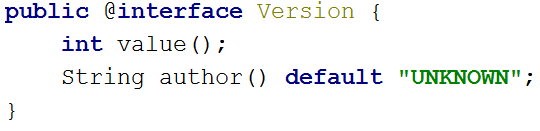 public @interface Version {
    int value();
    String author() default "UNKNOWN";
}